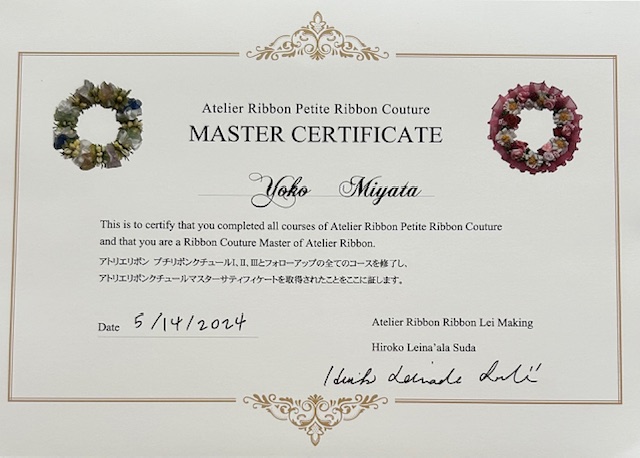 Atelier Ribbon Petite Ribbon Couture
MASTER CERTIFICATE
Yoko Miyata
This is to certify that you completed all courses of Atelier Ribbon Petite Ribbon Couture
and that you are a Ribbon Couture Master of Atelier Ribbon.
アトリエリボン プチリボンクチュールⅠ,Ⅱ,Ⅲとフォローアップの全てのコースを修了し、
アトリエリボンクチュールマスターサティフィケートを取得されたことをここに証します。
Date 5/14/2024
Atelier Ribbon Ribbon Lei Making
Hiroko Leina'ala Suda